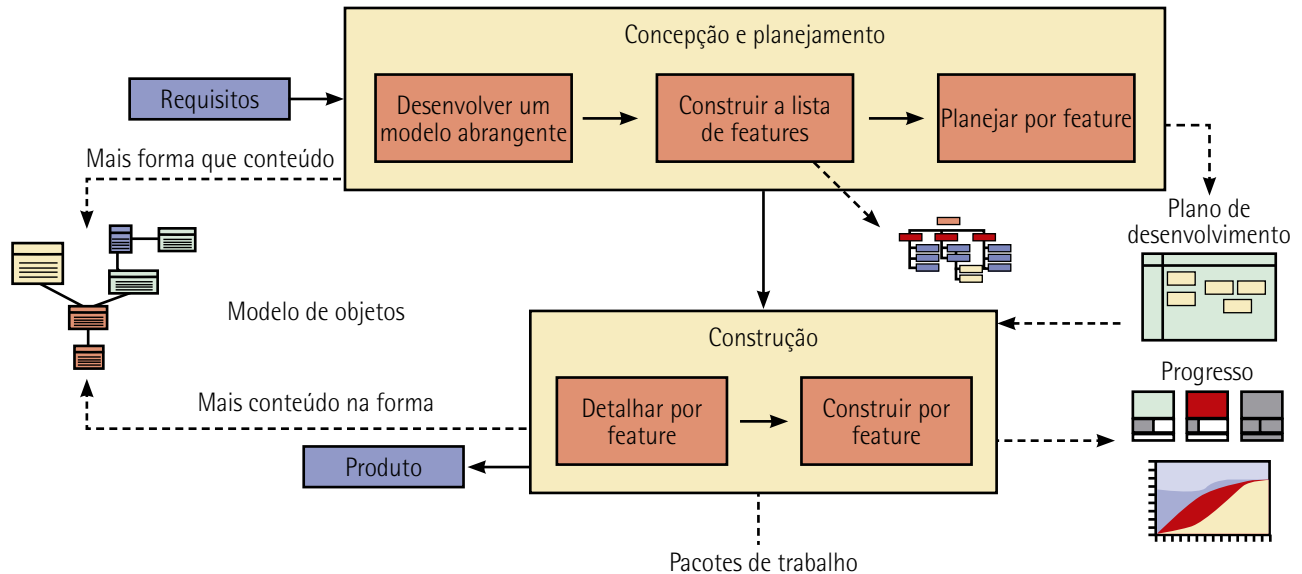 Concepção e planejamento
Requisitos
Desenvolver um
modelo abrangente
Construir a lista
de features
Planejar por feature
Mais forma que conteúdo
Plano de
desenvolvimento
Modelo de objetos
Construção
Progresso
Mais conteúdo na forma
Detalhar por
feature
Construir por
feature
Produto
Pacotes de trabalho